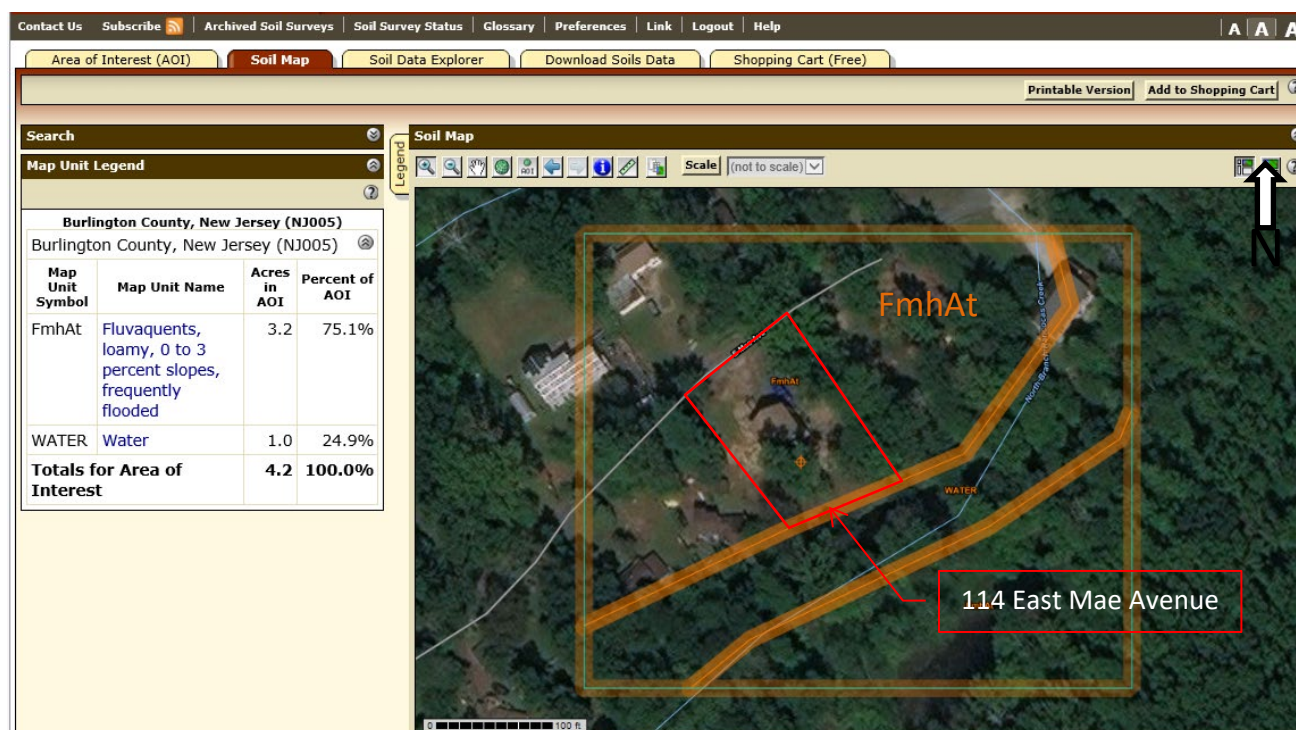 Contact Us Subscribe Archived Soil Surveys Soil Survey Status Glossary Preferences Link Logout Help A A A
Area of Interest (AOI) Soil Map Soil Data Explorer Download Soils Data Shopping Cart (Free)
Printable Version Add to Shopping Cart
Search
Map Unit Legend
Burlington County, New Jersey (NJ005)
Burlington County, New Jersey (NJ005)
Map Unit Symbol Map Unit Name Acres in AOI Percent of AOI
FmhAt Fluvaquents, 3.2 75.1%
loamy, 0 to 3
percent slopes,
frequently
flooded
WATER Water 1.0 24.9%
Totals for Area of 4.2 100.0%
Interest
Legend
Soil Map
AOI
Scale (not to scale)
N
FmhAt
FmhAt
WATER
114 East Mae Avenue
0 100 ft